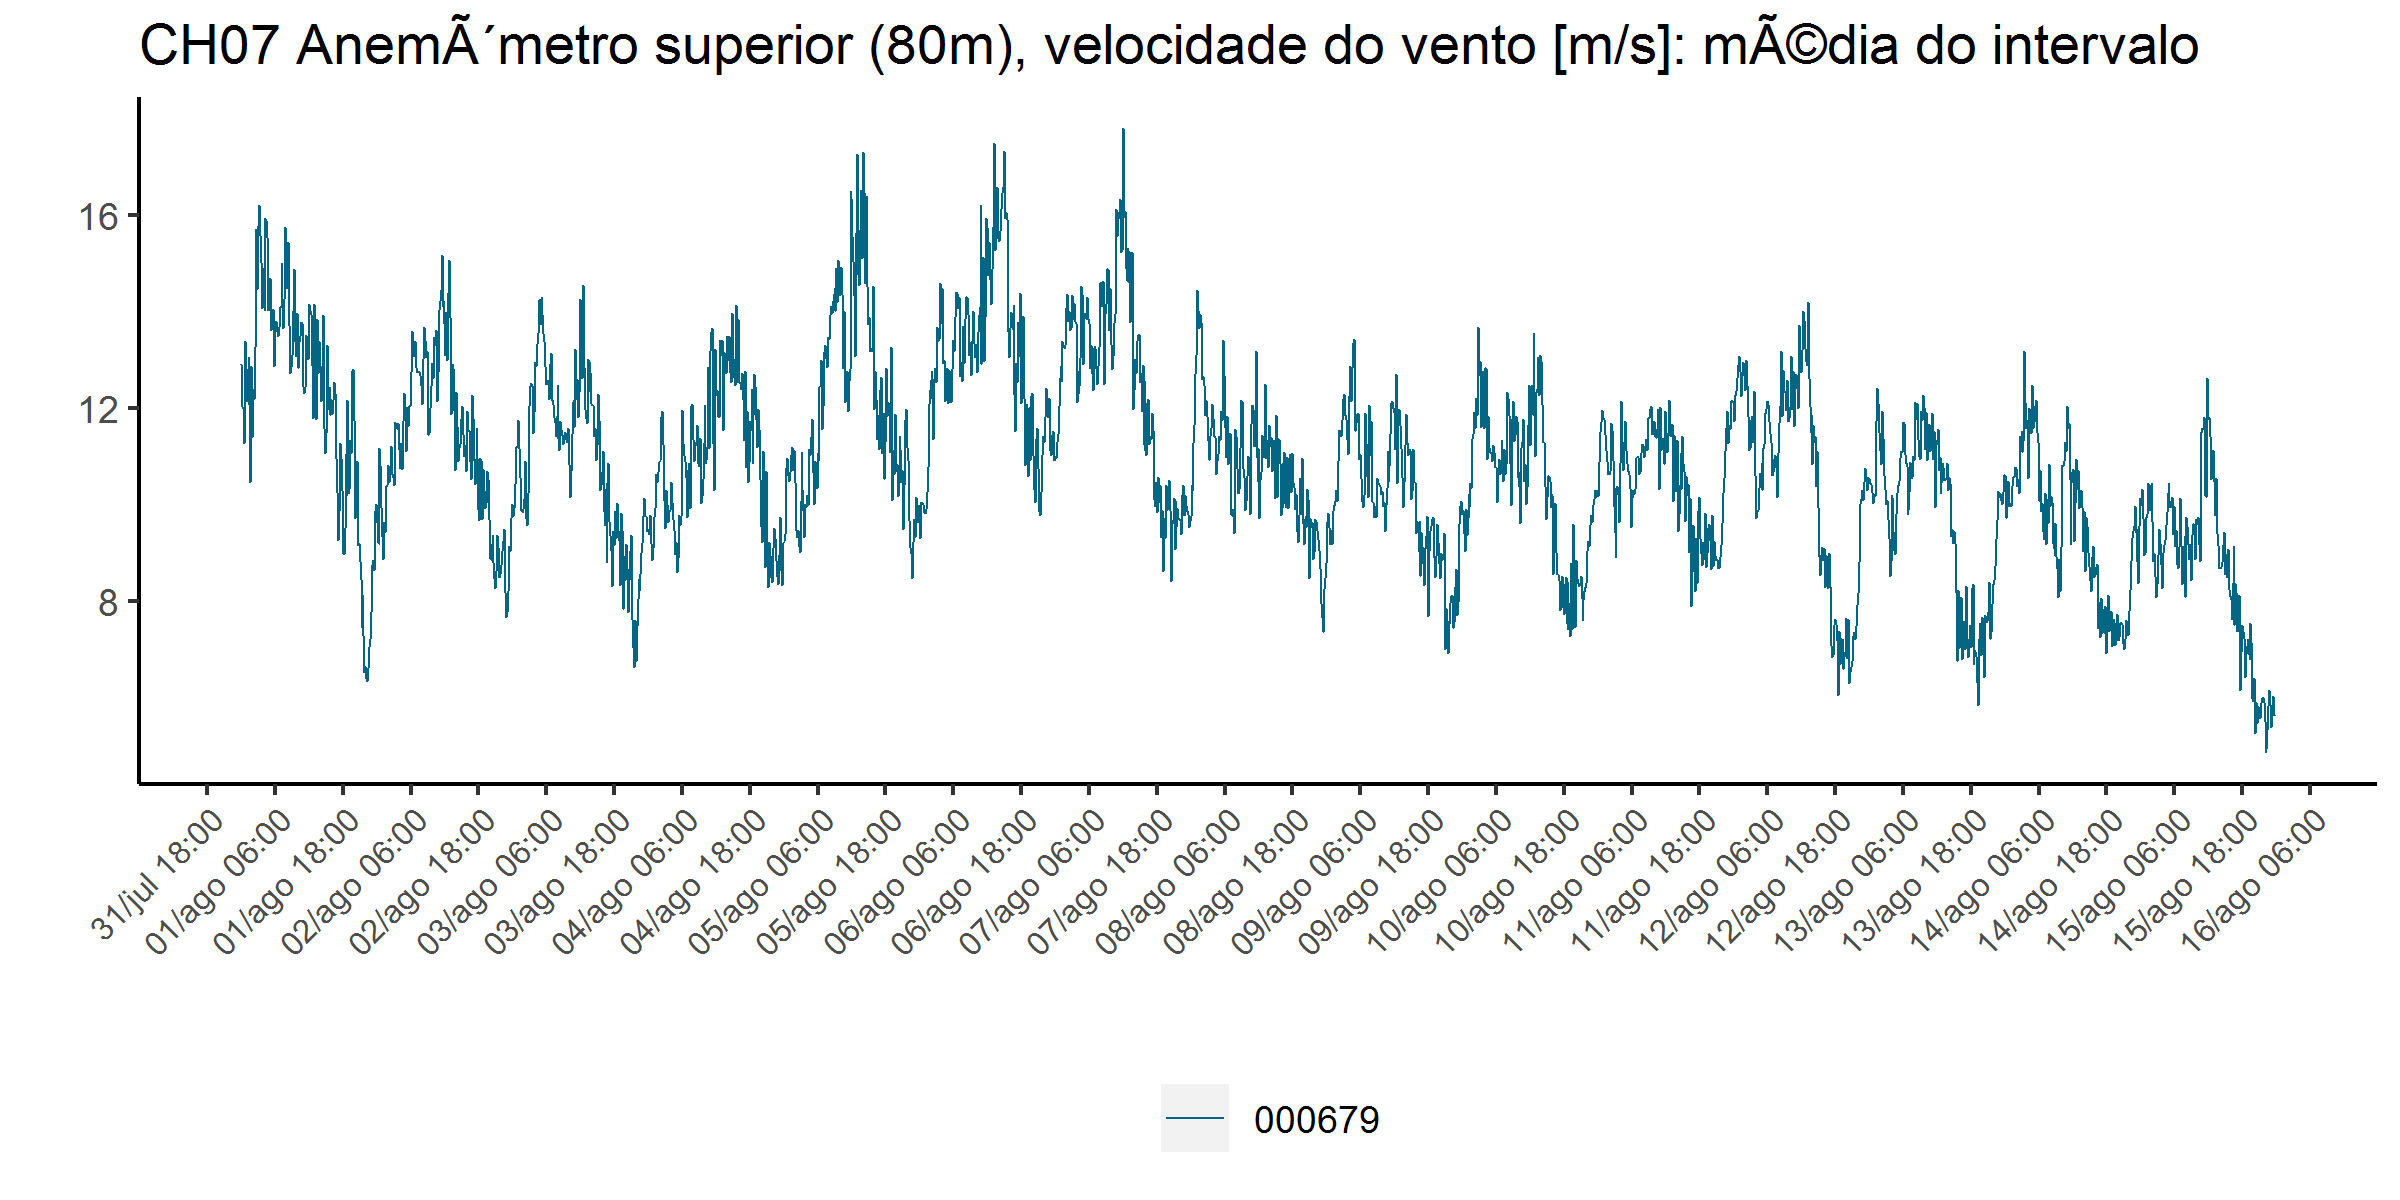 CH07 AnemÃ´metro superior (80m), velocidade do vento [m/s]: mÃ©dia do intervalo
16
12
8
31/jul 18:00
01/ago 06:00
01/ago 18:00
02/ago 06:00
02/ago 18:00
03/ago 06:00
03/ago 18:00
04/ago 06:00
04/ago 18:00
05/ago 06:00
05/ago 18:00
06/ago 06:00
06/ago 18:00
07/ago 06:00
07/ago 18:00
08/ago 06:00
08/ago 18:00
09/ago 06:00
09/ago 18:00
10/ago 06:00
10/ago 18:00
11/ago 06:00
11/ago 18:00
12/ago 06:00
12/ago 18:00
13/ago 06:00
13/ago 18:00
14/ago 06:00
14/ago 18:00
15/ago 06:00
15/ago 18:00
16/ago 06:00
000679